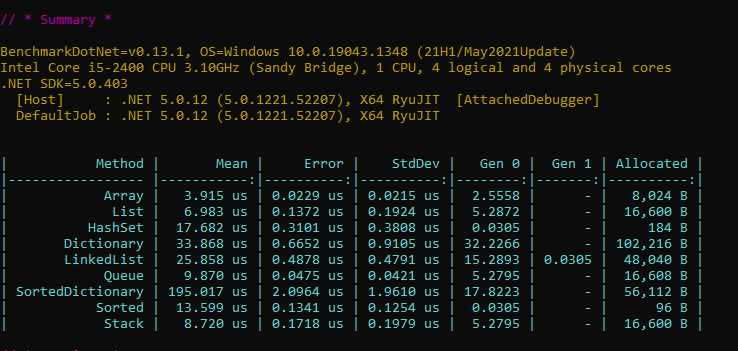 // * Summary *
BenchmarkDotNet=v0.13.1, OS=Windows 10.0.19043.1348 (21H1/May2021Update)
Intel Core i5-2400 CPU 3.10GHz (Sandy Bridge), 1 CPU, 4 logical and 4 physical cores
.NET SDK=5.0.403
  [Host]     : .NET 5.0.12 (5.0.1221.52207), X64 RyuJIT  [AttachedDebugger]
  DefaultJob : .NET 5.0.12 (5.0.1221.52207), X64 RyuJIT
|           Method |       Mean |     Error |    StdDev |   Gen 0 |  Gen 1 | Allocated |
|----------------- |-----------:|----------:|----------:|--------:|-------:|----------:|
|            Array |   3.915 us | 0.0229 us | 0.0215 us |  2.5558 |      - |   8,024 B |
|             List |   6.983 us | 0.1372 us | 0.1924 us |  5.2872 |      - |  16,600 B |
|          HashSet |  17.682 us | 0.3101 us | 0.3808 us |  0.0305 |      - |     184 B |
|       Dictionary |  33.868 us | 0.6652 us | 0.9105 us | 32.2266 |      - | 102,216 B |
|       LinkedList |  25.858 us | 0.4878 us | 0.4791 us | 15.2893 | 0.0305 |  48,040 B |
|            Queue |   9.870 us | 0.0475 us | 0.0421 us |  5.2795 |      - |  16,608 B |
| SortedDictionary | 195.017 us | 2.0964 us | 1.9610 us | 17.8223 |      - |  56,112 B |
|           Sorted |  13.599 us | 0.1341 us | 0.1254 us |  0.0305 |      - |      96 B |
|            Stack |   8.720 us | 0.1718 us | 0.1979 us |  5.2795 |      - |  16,600 B |